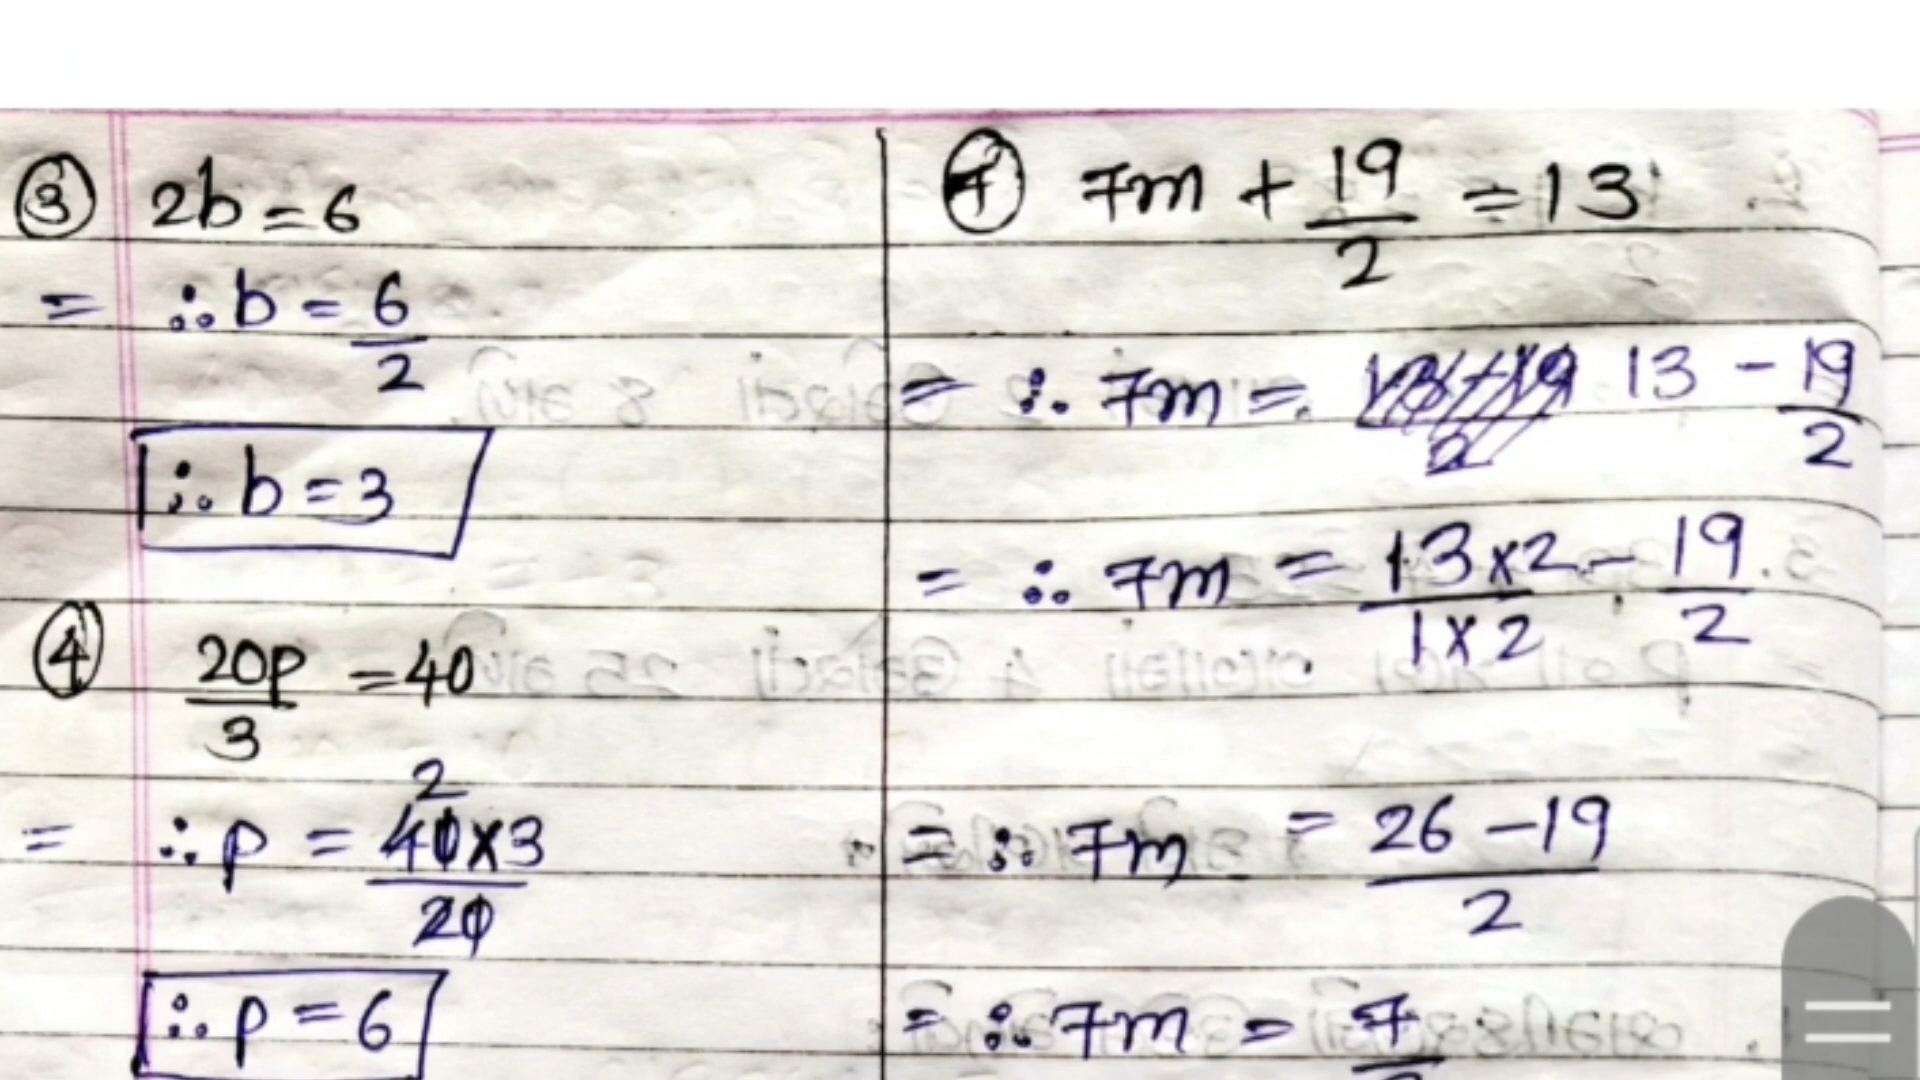 ③ 2b = 6
= ∴ b = 6/2
∴ b = 3
④ 20p/3 = 40
= ∴ p = 40×3/20
2
∴ p = 6
⑦ 7m + 19/2 = 13
= ∴ 7m = 13 - 19/2
= ∴ 7m = 13×2/1×2 - 19/2
= ∴ 7m = 26 - 19/2
= ∴ 7m = 7